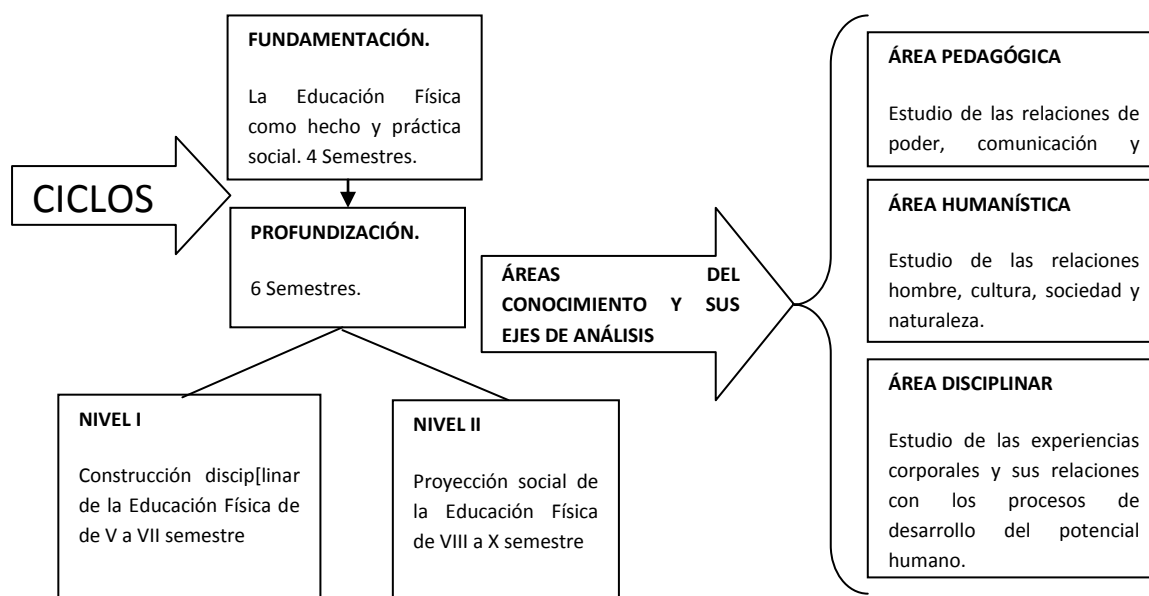 CICLOS
FUNDAMENTACIÓN.
La Educación Física
como hecho y práctica
social. 4 Semestres.
PROFUNDIZACIÓN.
6 Semestres.
NIVEL I
Construcción discip[linar
de la Educación Física de
de V a VII semestre
NIVEL II
Proyección social de
la Educación Física
de VIII a X semestre
ÁREAS DEL
CONOCIMIENTO Y SUS
EJES DE ANÁLISIS
ÁREA PEDAGÓGICA
Estudio de las relaciones de
poder, comunicación y
ÁREA HUMANÍSTICA
Estudio de las relaciones
hombre, cultura, sociedad y
naturaleza.
ÁREA DISCIPLINAR
Estudio de las experiencias
corporales y sus relaciones
con los procesos de
desarrollo del potencial
humano.